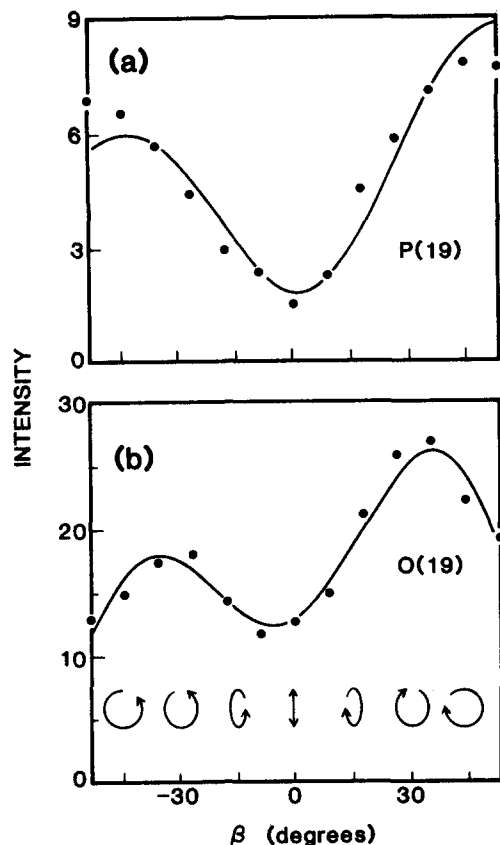 9
(a)
6
3
P(19)
0
INTENSITY
30
(b)
20
O(19)
10
0
-30 0 30
β (degrees)